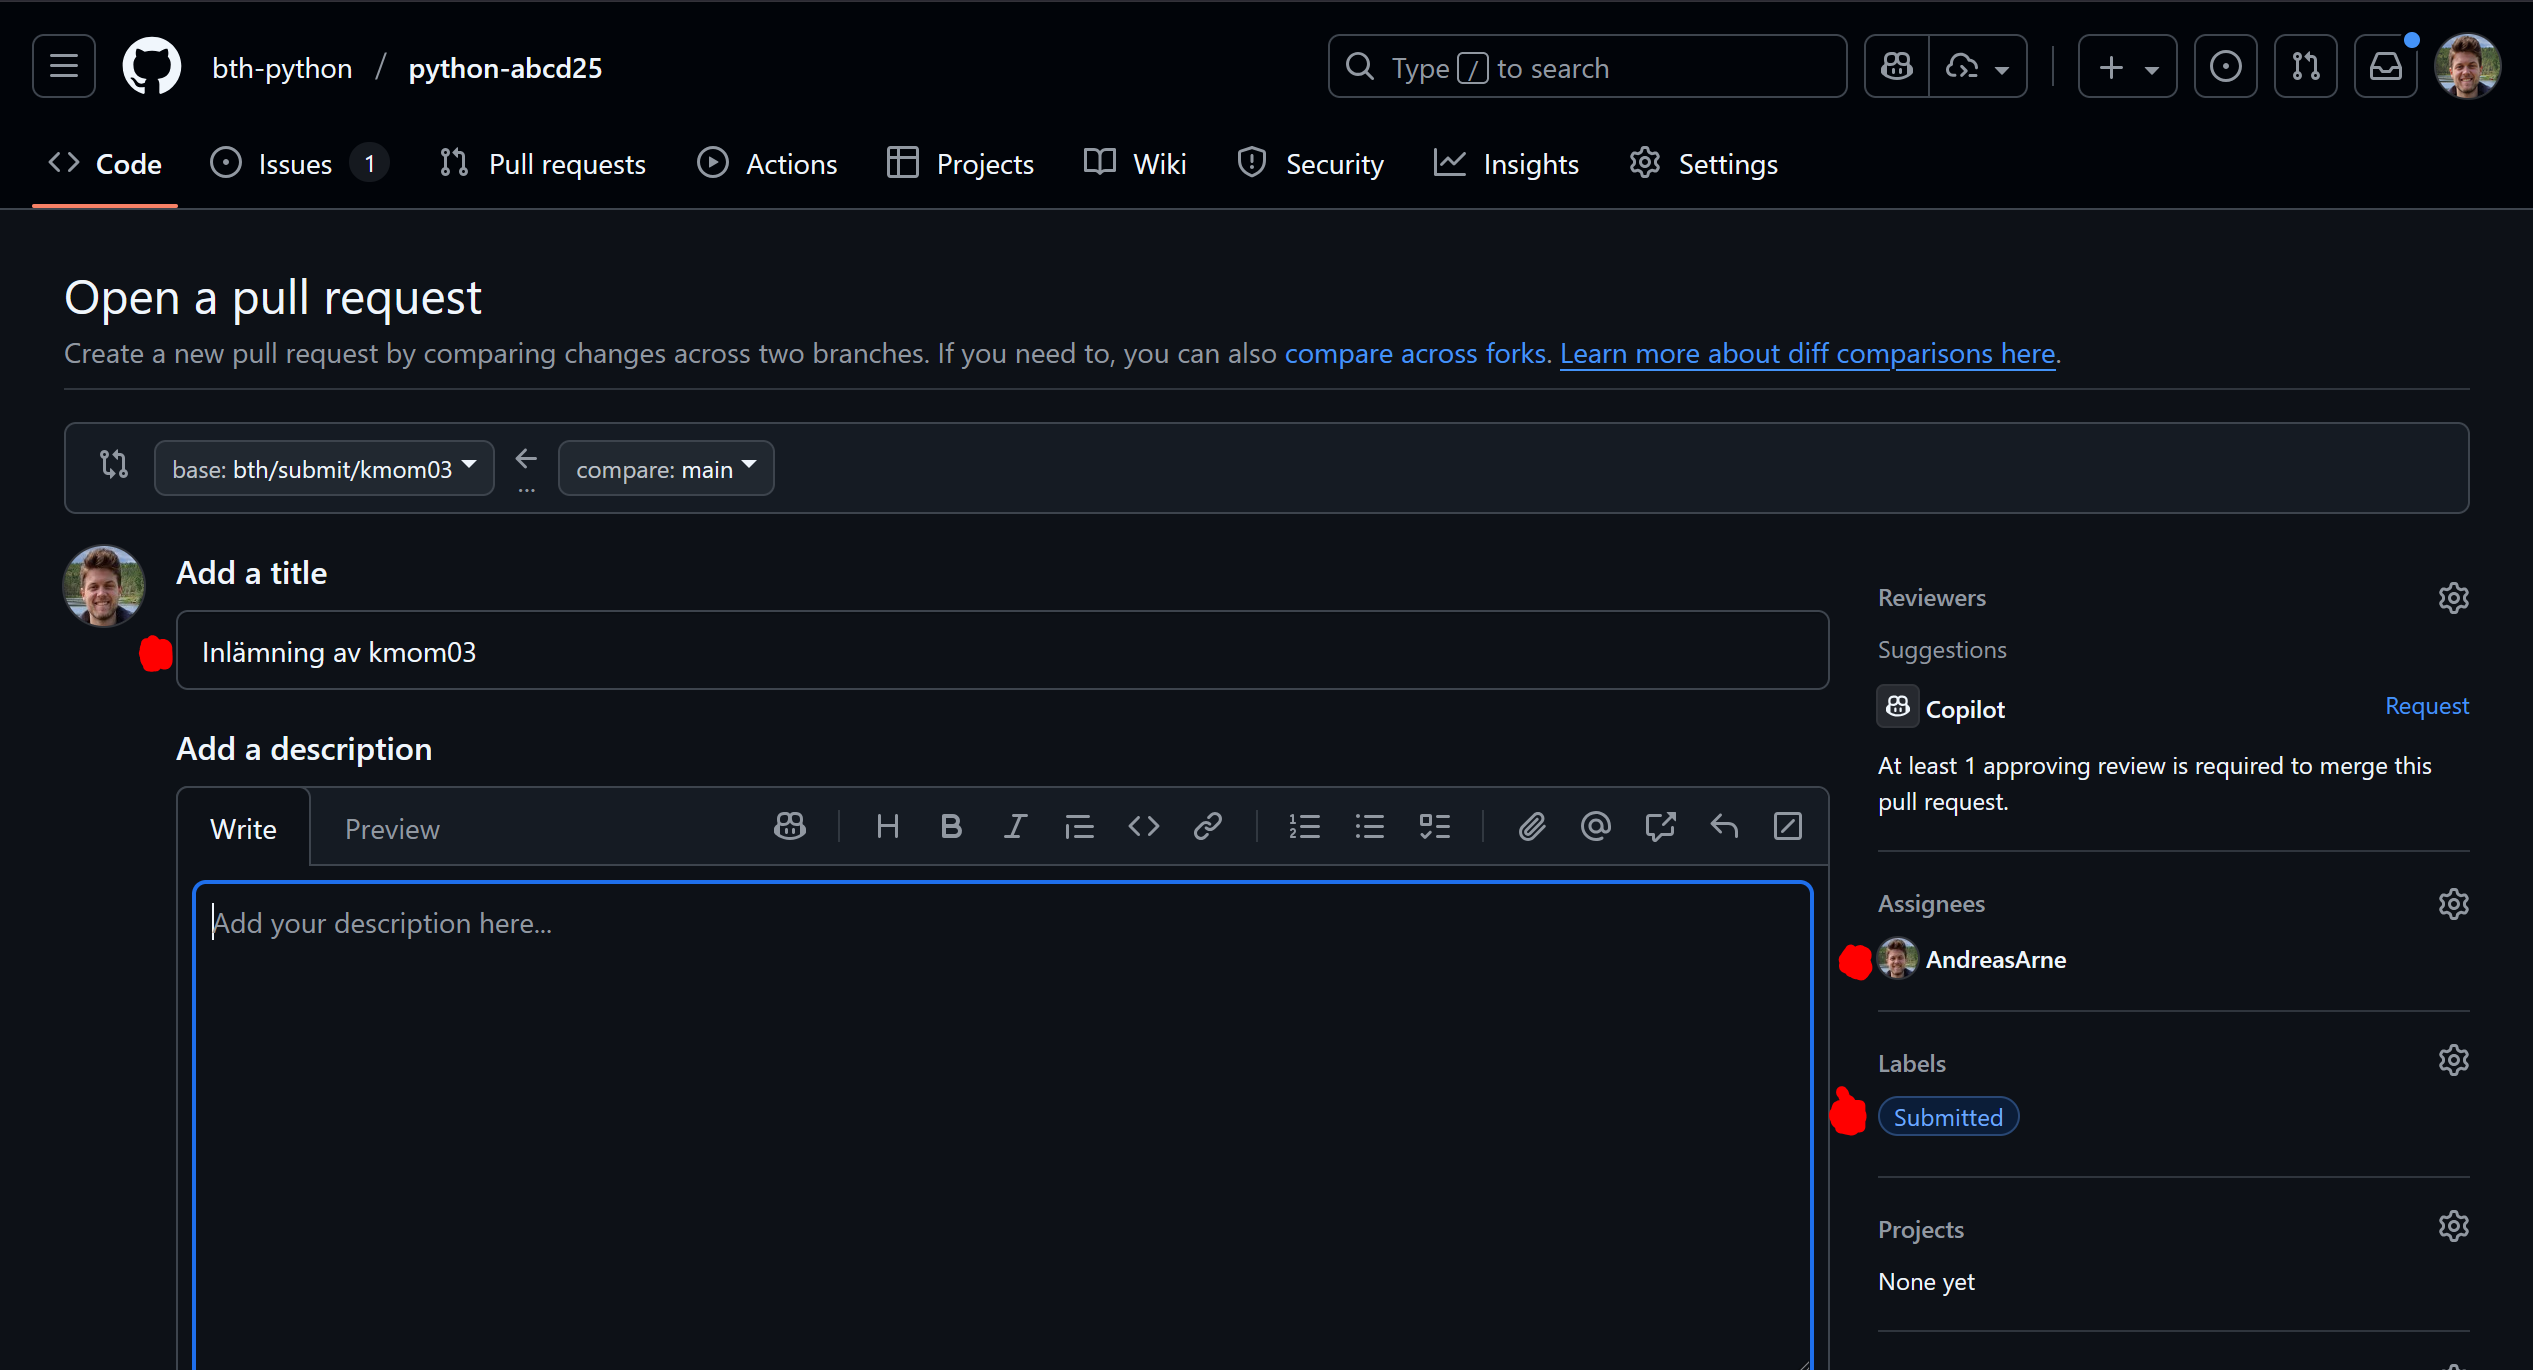 bth-python / python-abcd25
Type / to search
Code
Issues 1
Pull requests
Actions
Projects
Wiki
Security
Insights
Settings
Open a pull request
Create a new pull request by comparing changes across two branches. If you need to, you can also compare across forks. Learn more about diff comparisons here.
base: bth/submit/kmom03
...
compare: main
Add a title
Inlämning av kmom03
Add a description
Write
Preview
Add your description here...
Reviewers
Suggestions
Copilot
Request
At least 1 approving review is required to merge this
pull request.
Assignees
AndreasArne
Labels
Submitted
Projects
None yet